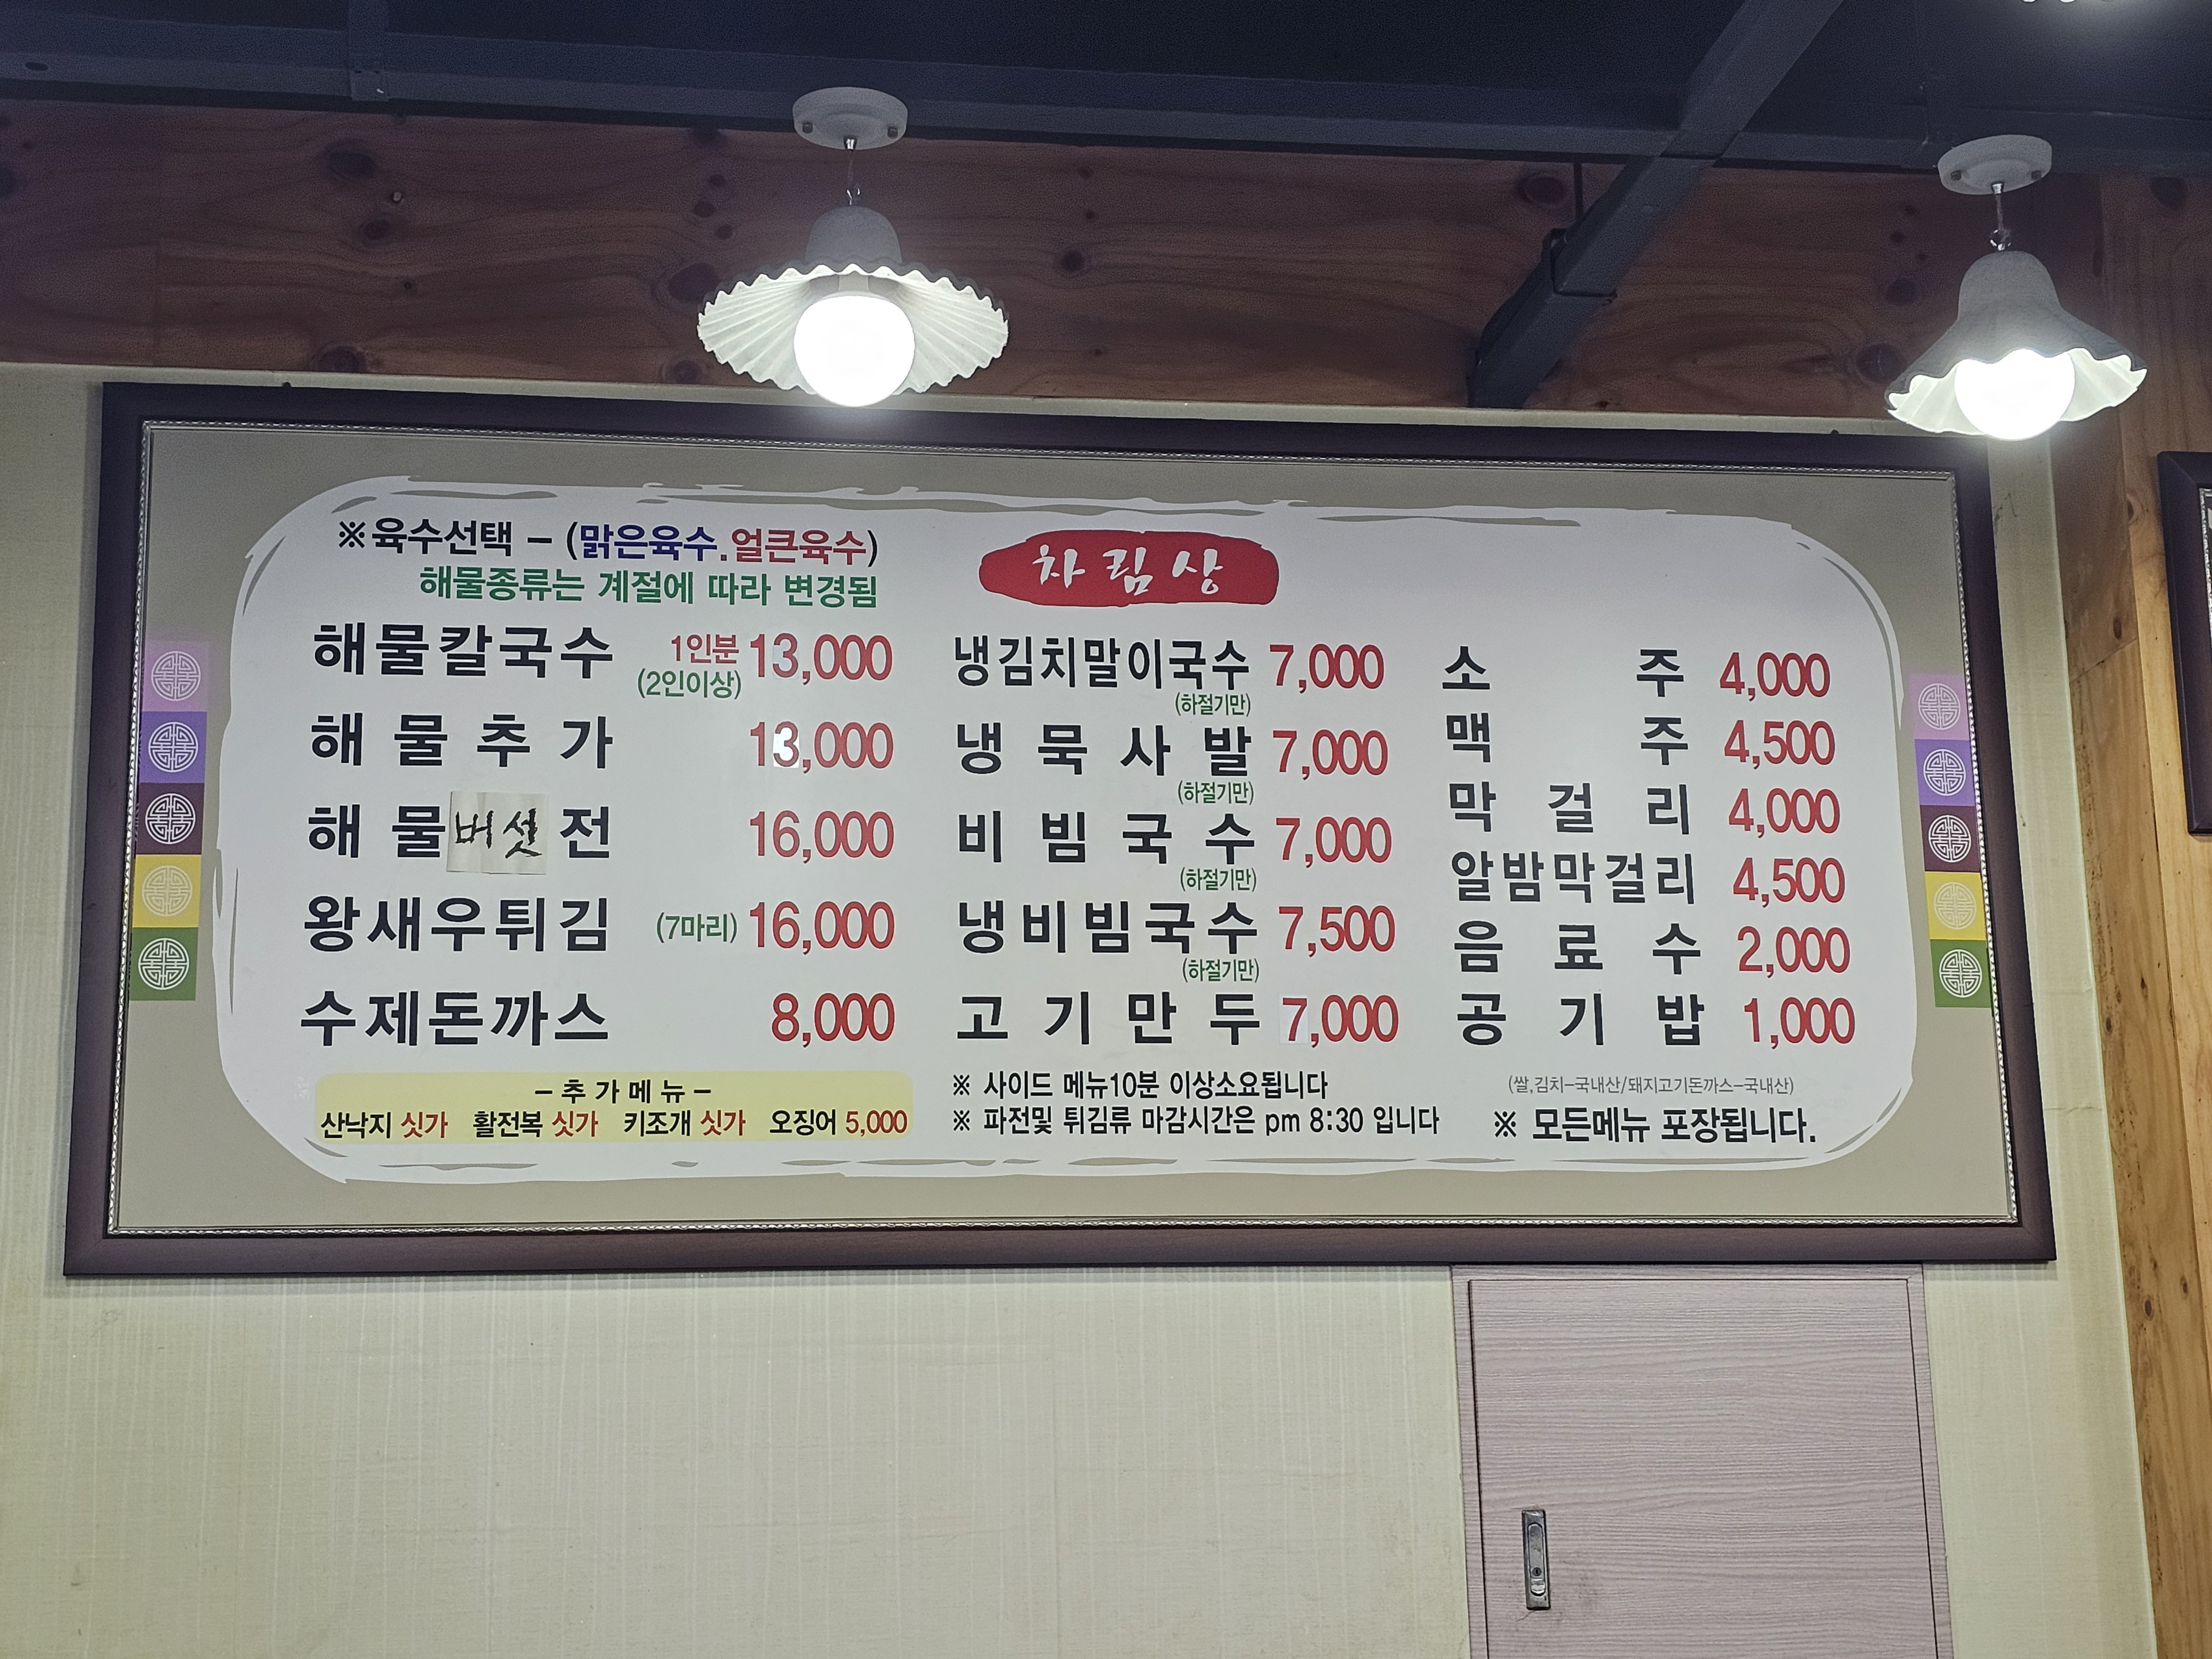 ※육수선택 - (맑은육수.얼큰육수)
해물종류는 계절에 따라 변경됨
차림상
해물칼국수 1인분 13,000
(2인이상)
해물추가 13,000
해물버섯전 16,000
왕새우튀김 (7마리) 16,000
수제돈까스 8,000
- 추가메뉴 -
산낙지 싯가 활전복 싯가 키조개 싯가 오징어 5,000
냉김치말이국수 7,000
(하절기만)
냉묵사발 7,000
(하절기만)
비빔국수 7,000
(하절기만)
냉비빔국수 7,500
(하절기만)
고기만두 7,000
※ 사이드 메뉴10분 이상소요됩니다
※ 파전및 튀김류 마감시간은 pm 8:30 입니다
소주 4,000
맥주 4,500
막걸리 4,000
알밤막걸리 4,500
음료수 2,000
공기밥 1,000
(쌀,김치-국내산/돼지고기돈까스-국내산)
※ 모든메뉴 포장됩니다.